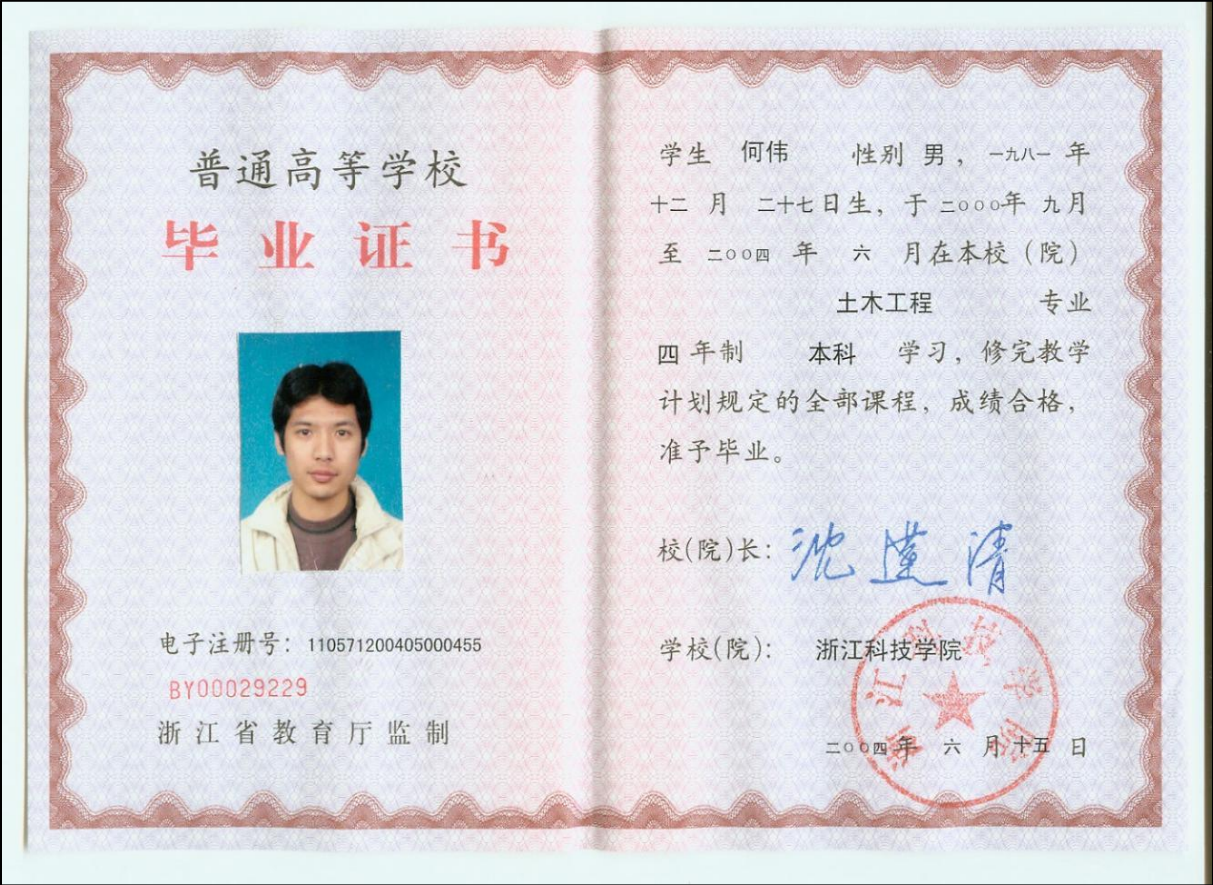 普通高等学校
毕业证书
电子注册号：110571200405000455
BY00029229
浙江省教育厅监制
学生 何伟 性别 男，一九八一年
十二月 二十七日生，于二○○○年 九月
至 二○○四 年 六 月在本校（院）
土木工程 专业
四年制 本科 学习，修完教学
计划规定的全部课程，成绩合格，
准予毕业。
校(院)长：
学校(院)： 浙江科技学院
浙江科技学院
二○○四年 六 月十五 日